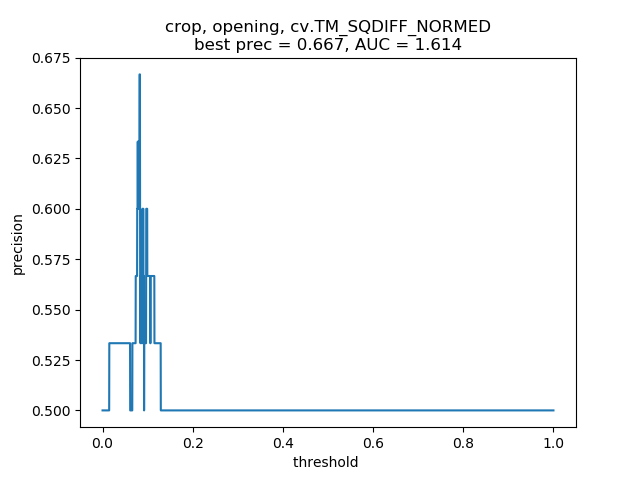 crop, opening, cv.TM_SQDIFF_NORMED
best prec = 0.667, AUC = 1.614
0.675
0.650
0.625
0.600
0.575
0.550
0.525
0.500
precision
0.0 0.2 0.4 0.6 0.8 1.0
threshold